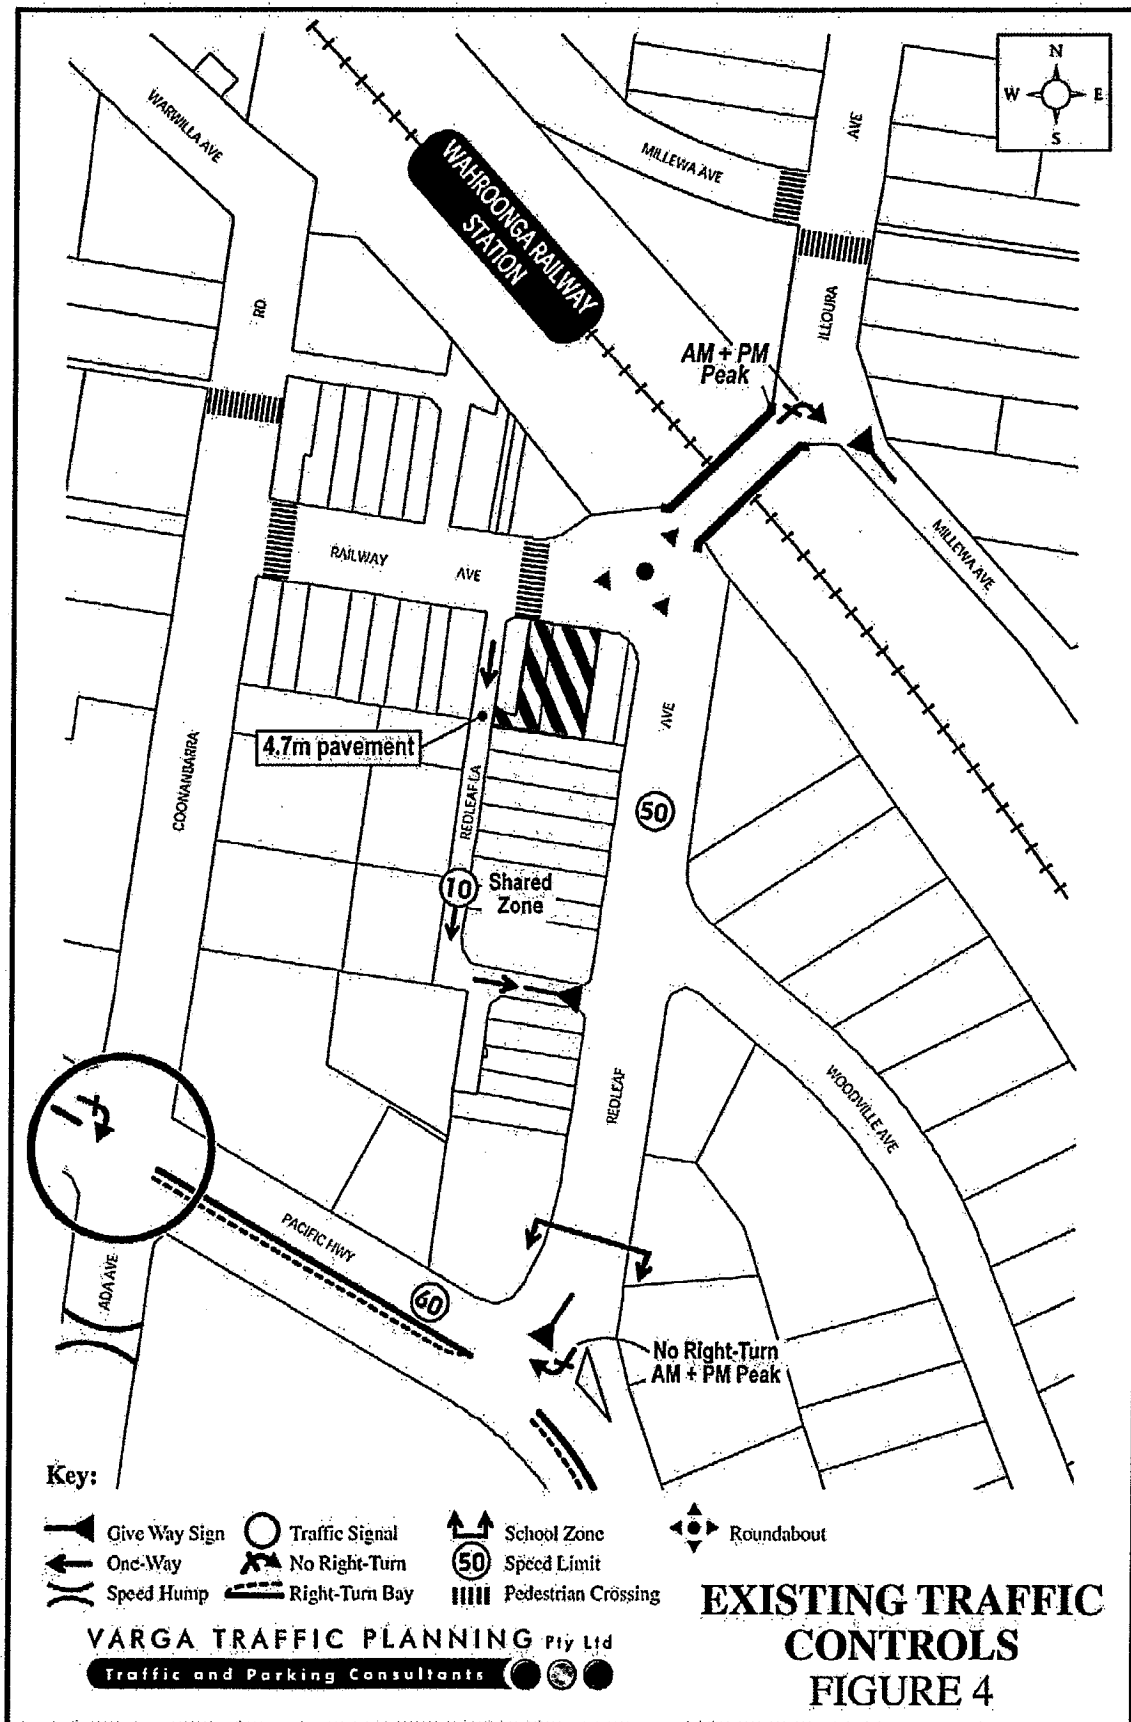 N
W E
S
WARWILLA AVE
MILLEWA AVE
AVE
WAHROONGA RAILWAY
STATION
RD
ILLOURA
AM + PM
Peak
MILLEWA AVE
RAILWAY AVE
AVE
4.7m pavement
COONANBARRA
REDLEAF LA
50
10
Shared
Zone
REDLEAF
WOODVILLE AVE
PACIFIC HWY
ADA AVE
60
No Right-Turn
AM + PM Peak
Key:
Give Way Sign
Traffic Signal
School Zone
Roundabout
One-Way
No Right-Turn
50
Speed Limit
Speed Hump
Right-Turn Bay
Pedestrian Crossing
VARGA TRAFFIC PLANNING Pty Ltd
Traffic and Parking Consultants
EXISTING TRAFFIC
CONTROLS
FIGURE 4